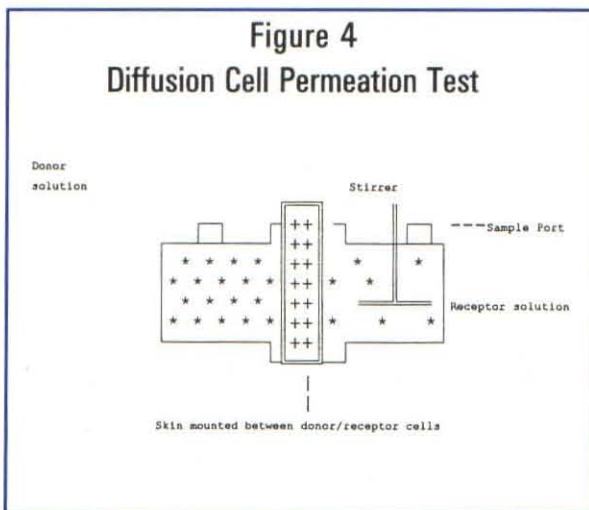 Figure 4
Diffusion Cell Permeation Test
Donor
solution
Stirrer
Sample Port
Receptor solution
Skin mounted between donor/receptor cells